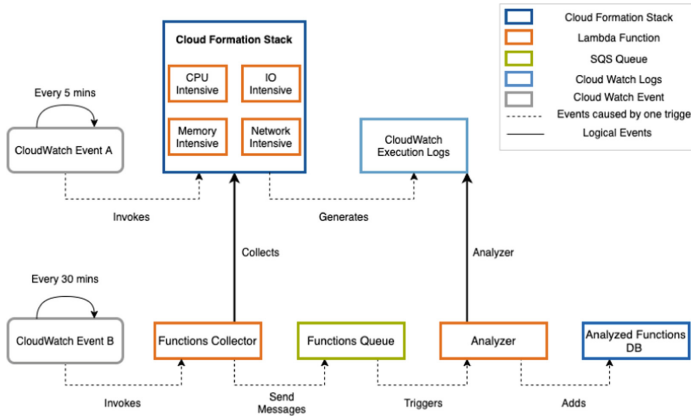 Cloud Formation Stack
Lambda Function
SQS Queue
Cloud Watch Logs
Cloud Watch Event
Events caused by one trigge
Logical Events
Cloud Formation Stack
CPU
Intensive
IO
Intensive
Memory
Intensive
Network
Intensive
Every 5 mins
CloudWatch Event A
CloudWatch
Execution Logs
Invokes
Generates
Collects
Analyzer
Every 30 mins
CloudWatch Event B
Functions Collector
Functions Queue
Analyzer
Analyzed Functions
DB
Invokes
Send
Messages
Triggers
Adds